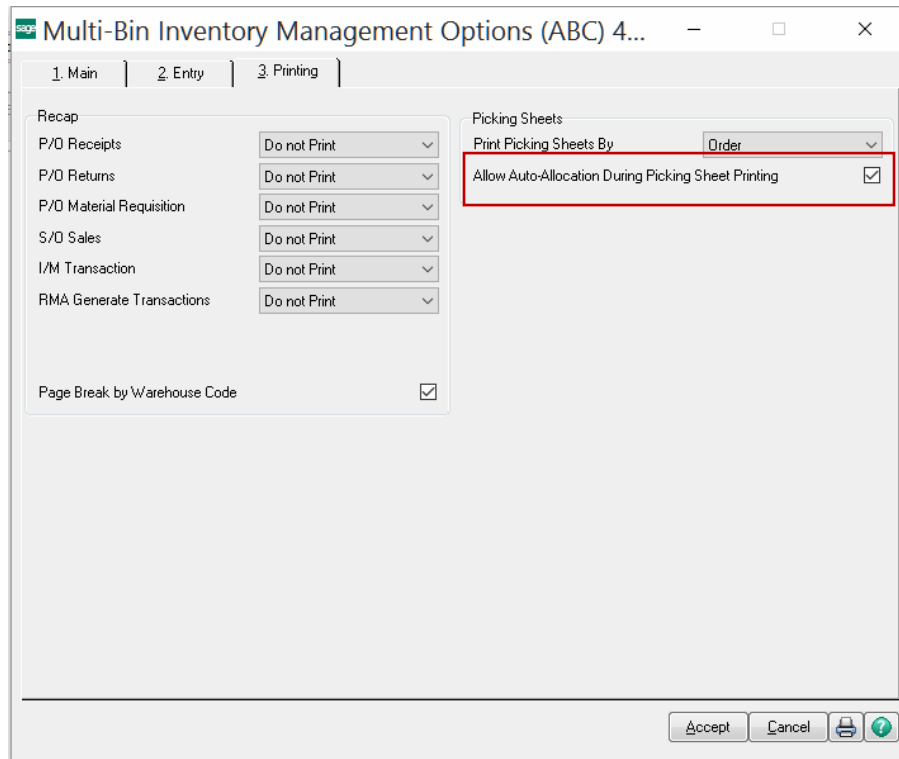 sage
Multi-Bin Inventory Management Options (ABC) 4...
1. Main
2. Entry
3. Printing
Recap
P/O Receipts Do not Print
P/O Returns Do not Print
P/O Material Requisition Do not Print
S/O Sales Do not Print
I/M Transaction Do not Print
RMA Generate Transactions Do not Print
Page Break by Warehouse Code
Picking Sheets
Print Picking Sheets By Order
Allow Auto-Allocation During Picking Sheet Printing
Accept
Cancel
?